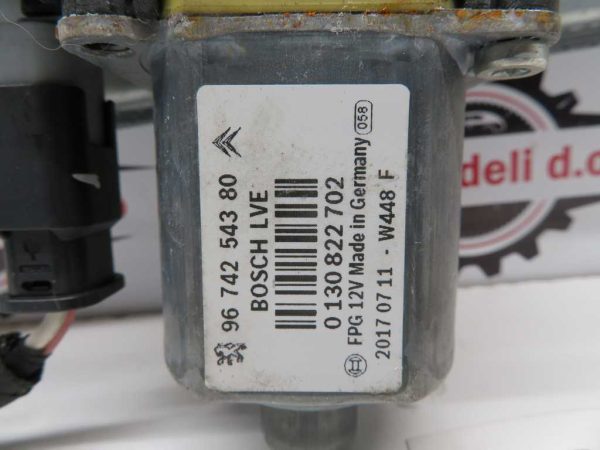 96 742 543 80
BOSCH LVE
0 130 822 702
FPG 12V Made in Germany 058
2017 07 11 - W448 F
deli d.o